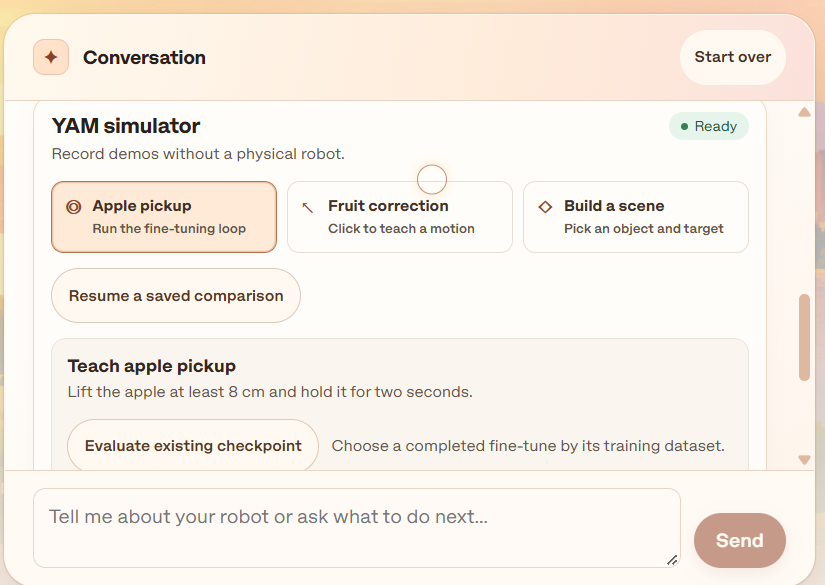 Conversation
Start over
YAM simulator
Ready
Record demos without a physical robot.
Apple pickup
Run the fine-tuning loop
Fruit correction
Click to teach a motion
Build a scene
Pick an object and target
Resume a saved comparison
Teach apple pickup
Lift the apple at least 8 cm and hold it for two seconds.
Evaluate existing checkpoint
Choose a completed fine-tune by its training dataset.
Tell me about your robot or ask what to do next...
Send